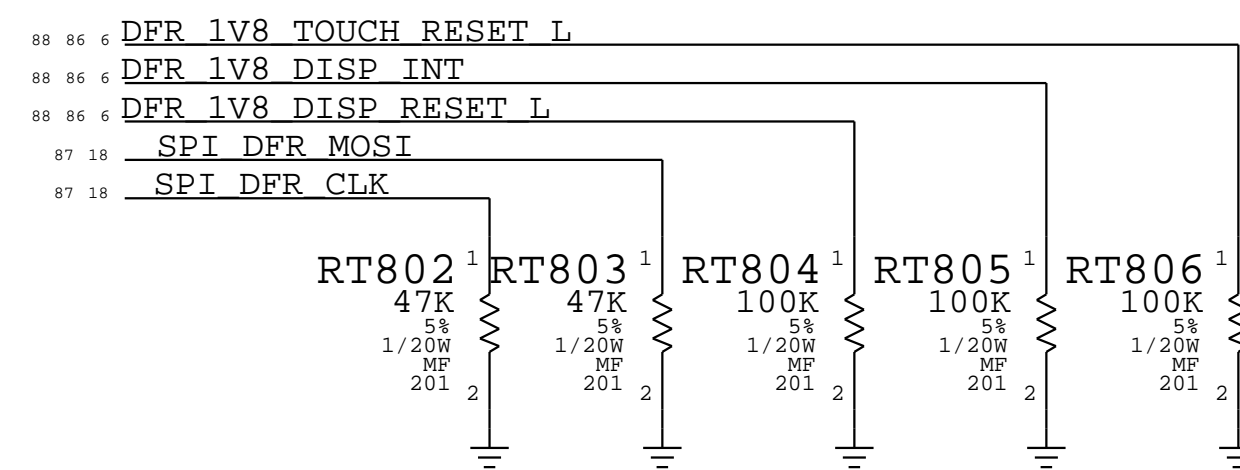 88 86 6 DFR_1V8_TOUCH_RESET_L
88 86 6 DFR_1V8_DISP_INT
88 86 6 DFR_1V8_DISP_RESET_L
87 18 SPI_DFR_MOSI
87 18 SPI_DFR_CLK
RT802 1 RT803 1 RT804 1 RT805 1 RT806 1
47K 47K 100K 100K 100K
5% 5% 5% 5% 5%
1/20W 1/20W 1/20W 1/20W 1/20W
MF MF MF MF MF
201 2 201 2 201 2 201 2 201 2